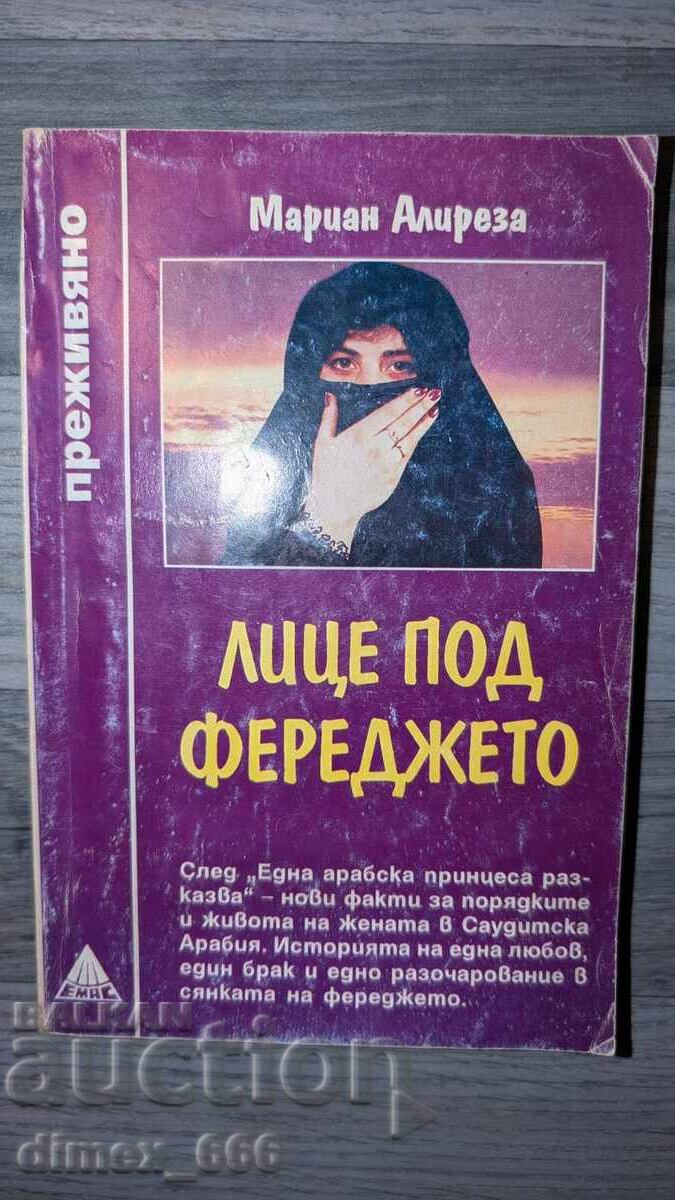 преживяно
Мариан Алиреза
ЛИЦЕ ПОД
ФЕРЕДЖЕТО
След „Една арабска принцеса раз-
казва“ – нови факти за порядките
и живота на жената в Саудитска
Арабия. Историята на една любов,
един брак и едно разочарование в
сянката на фереджето.
ЕМАС
BALKAN
auction
dimex_666